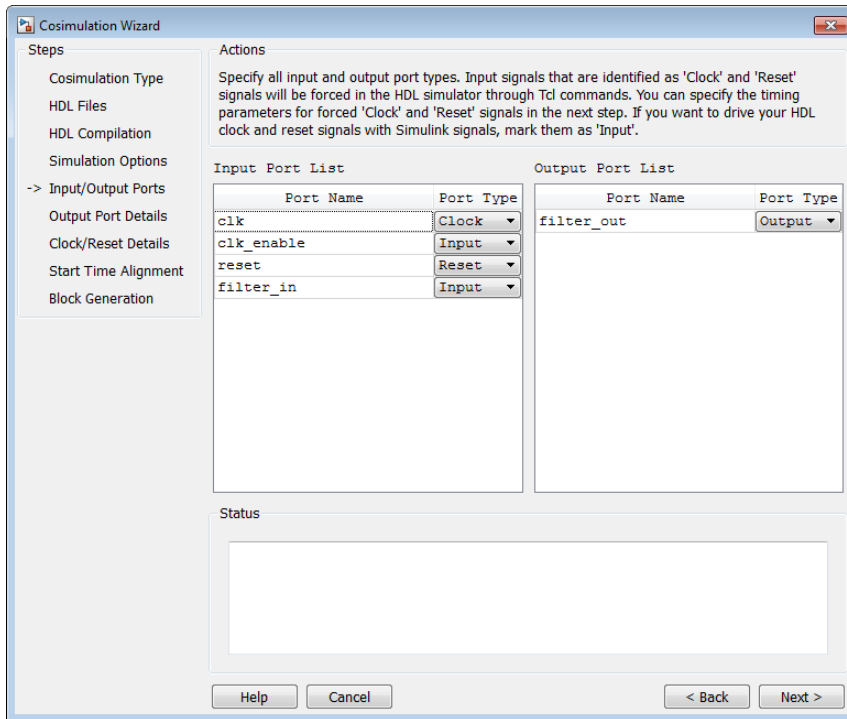 Cosimulation Wizard
Steps
Cosimulation Type
HDL Files
HDL Compilation
Simulation Options
-> Input/Output Ports
Output Port Details
Clock/Reset Details
Start Time Alignment
Block Generation
Actions
Specify all input and output port types. Input signals that are identified as 'Clock' and 'Reset'
signals will be forced in the HDL simulator through Tcl commands. You can specify the timing
parameters for forced 'Clock' and 'Reset' signals in the next step. If you want to drive your HDL
clock and reset signals with Simulink signals, mark them as 'Input'.
Input Port List
Port Name Port Type
clk Clock
clk_enable Input
reset Reset
filter_in Input
Output Port List
Port Name Port Type
filter_out Output
Status
Help Cancel < Back Next >